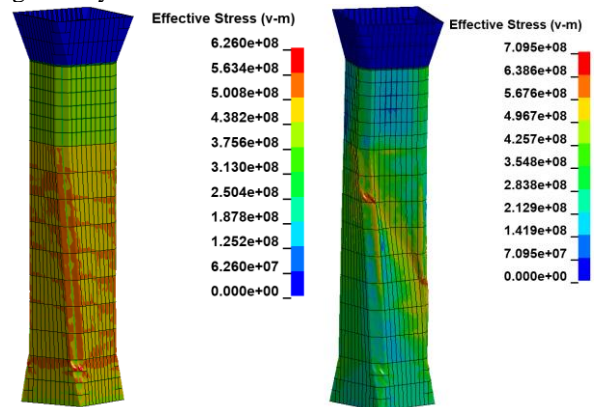 Effective Stress (v-m)
6.260e+08
5.634e+08
5.008e+08
4.382e+08
3.756e+08
3.130e+08
2.504e+08
1.878e+08
1.252e+08
6.260e+07
0.000e+00
Effective Stress (v-m)
7.095e+08
6.386e+08
5.676e+08
4.967e+08
4.257e+08
3.548e+08
2.838e+08
2.129e+08
1.419e+08
7.095e+07
0.000e+00